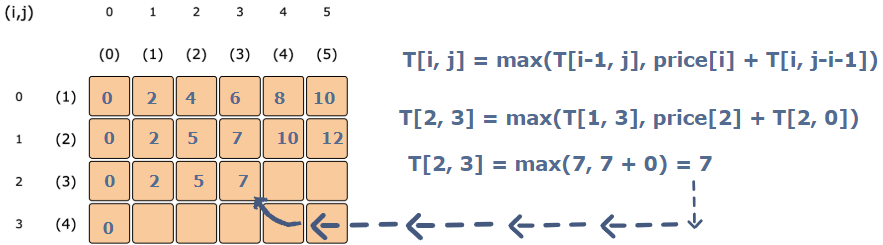 (i,j) 0 1 2 3 4 5
(0) (1) (2) (3) (4) (5)
T[i, j] = max(T[i-1, j], price[i] + T[i, j-i-1])
0 (1) 0 2 4 6 8 10
T[2, 3] = max(T[1, 3], price[2] + T[2, 0])
1 (2) 0 2 5 7 10 12
T[2, 3] = max(7, 7 + 0) = 7
2 (3) 0 2 5 7
3 (4) 0